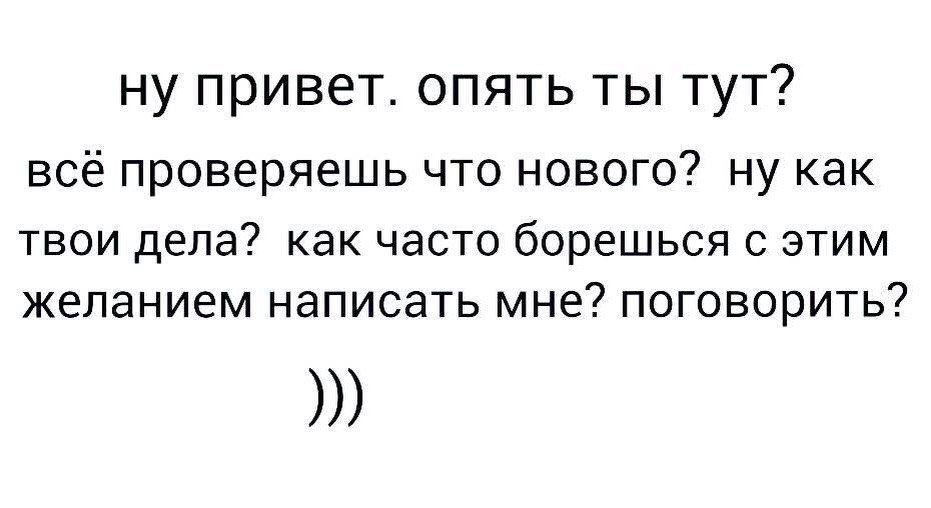 ну привет. опять ты тут?
всё проверяешь что нового? ну как
твои дела? как часто борешься с этим
желанием написать мне? поговорить?
)))